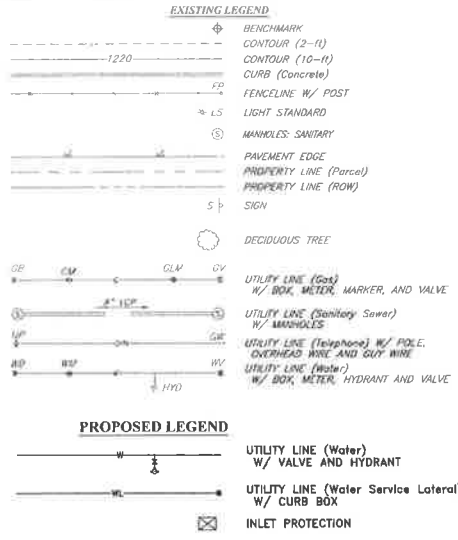 EXISTING LEGEND
BENCHMARK
CONTOUR (2-ft)
1220 CONTOUR (10-ft)
CURB (Concrete)
FP
FENCELINE W/ POST
LS LIGHT STANDARD
S MANHOLES: SANITARY
PAVEMENT EDGE
PROPERTY LINE (Parcel)
PROPERTY LINE (ROW)
S SIGN
DECIDUOUS TREE
GB GM GLM GV
G UTILITY LINE (Gas)
W/ BOX, METER, MARKER, AND VALVE
8" VCP
S S UTILITY LINE (Sanitary Sewer)
W/ MANHOLES
GW UTILITY LINE (Telephone) W/ POLE,
OVERHEAD WIRE AND GUY WIRE
WV UTILITY LINE (Water)
W/ BOX, METER, HYDRANT AND VALVE
HYD
PROPOSED LEGEND
W UTILITY LINE (Water)
W/ VALVE AND HYDRANT
WL UTILITY LINE (Water Service Lateral)
W/ CURB BOX
INLET PROTECTION